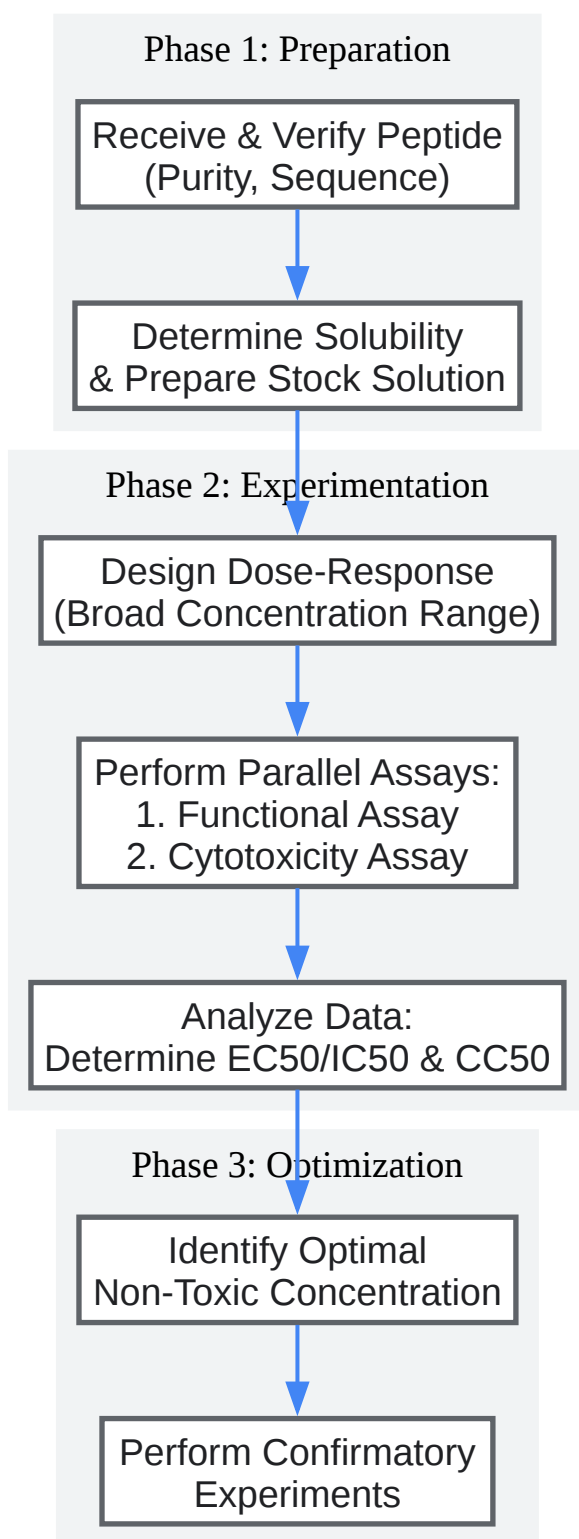 Phase 1: Preparation
Receive & Verify Peptide
(Purity, Sequence)
Determine Solubility
& Prepare Stock Solution
Phase 2: Experimentation
Design Dose-Response
(Broad Concentration Range)
Perform Parallel Assays:
1. Functional Assay
2. Cytotoxicity Assay
Analyze Data:
Determine EC50/IC50 & CC50
Phase 3: Optimization
Identify Optimal
Non-Toxic Concentration
Perform Confirmatory
Experiments